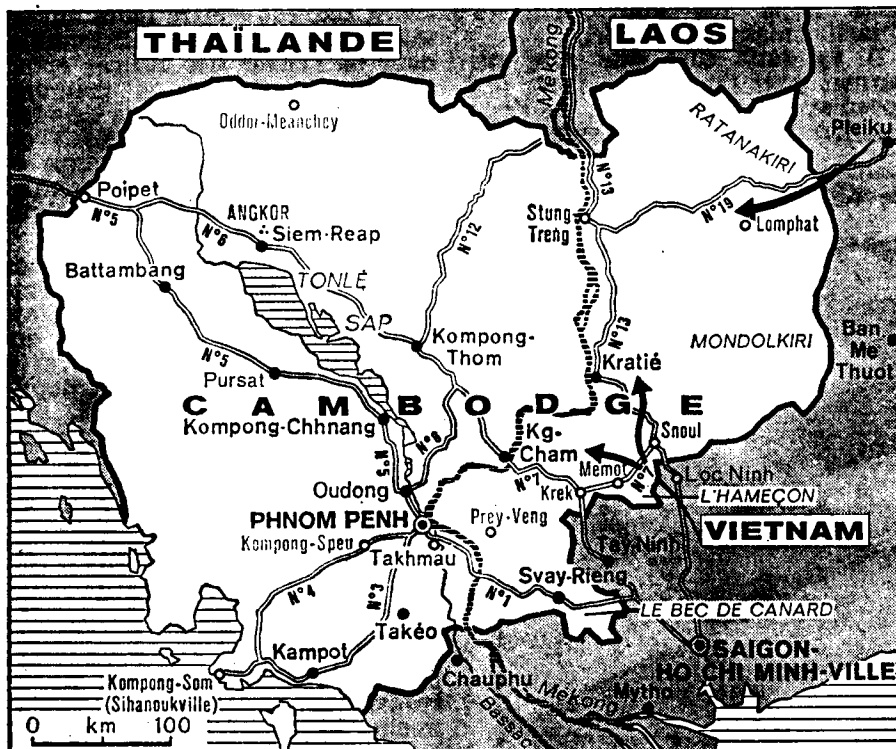 THAÏLANDE
LAOS
Mékong
Oddor-Meanchey
RATANAKIRI
Pleiku
Poipet
N°5
N°6
ANGKOR
Siem-Reap
N°12
N°13
Stung
Treng
N°19
Lomphat
Battambang
TONLÉ
SAP
Kompong-
Thom
N°13
MONDOLKIRI
Ban
Me
Thuot
N°5
Pursat
Kratié
CAMBODGE
Kompong-Chhnang
N°6
Kg-
Cham
Snoul
Memot
N°7
N°7
Loc Ninh
L'HAMEÇON
N°5
Oudong
Krek
PHNOM PENH
Prey-Veng
VIETNAM
Kompong-Speu
Takhmau
Tay-Ninh
N°4
N°3
N°1
Svay-Rieng
LE BEC DE CANARD
Takéo
Kampot
SAIGON-
HO CHI MINH-VILLE
Chauphu
Kompong-Som
(Sihanoukville)
Mékong
Mytho
Bassac
0 km 100